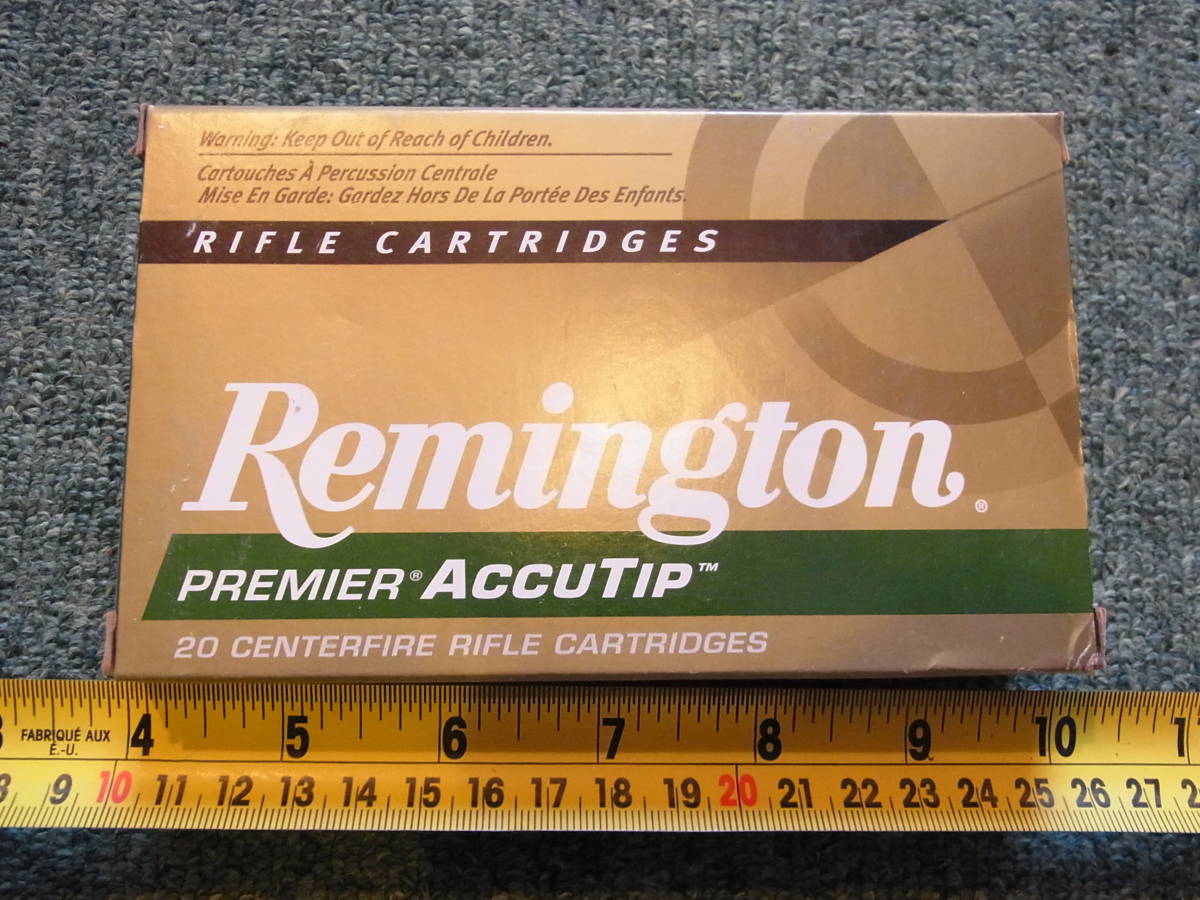 Warning: Keep Out of Reach of Children.
Cartouches À Percussion Centrale
Mise En Garde: Gardez Hors De La Portée Des Enfants.
RIFLE CARTRIDGES
Remington®
PREMIER® ACCUTIP™
20 CENTERFIRE RIFLE CARTRIDGES
3 FABRIQUÉ AUX É.-U. 4 5 6 7 8 9 10
9 10 11 12 13 14 15 16 17 18 19 20 21 22 23 24 25 26 27